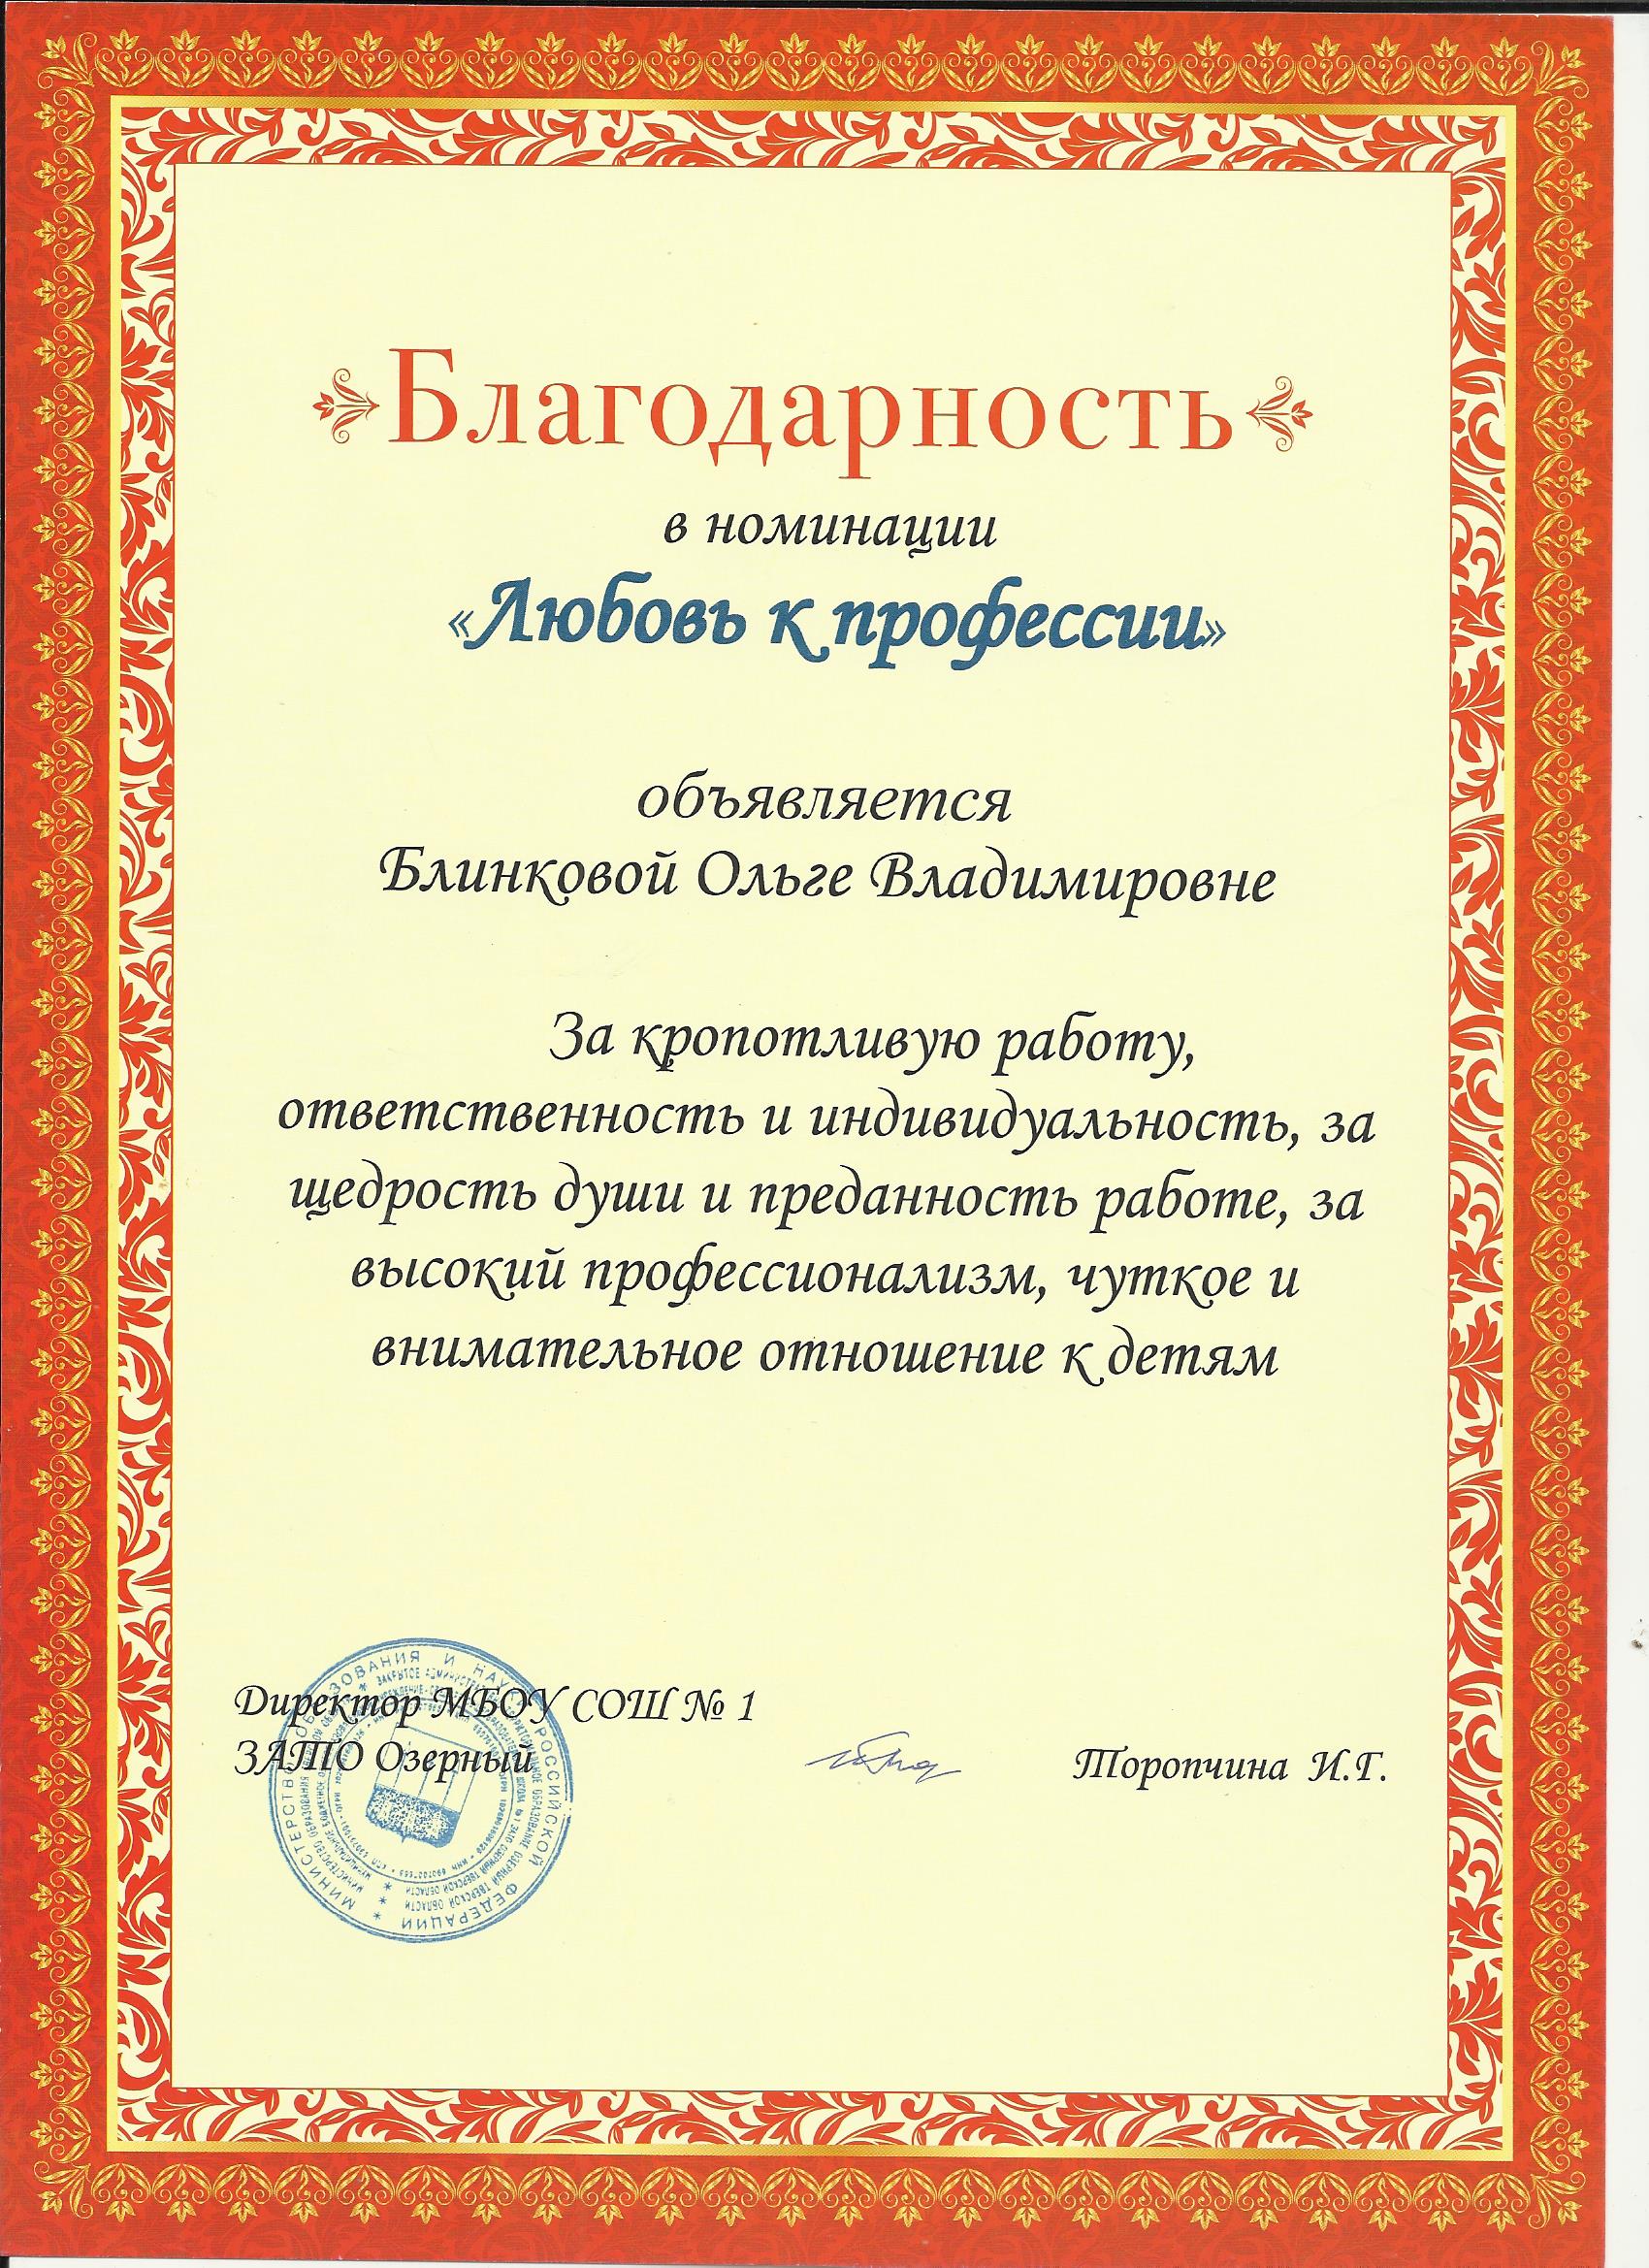 Благодарность
в номинации
«Любовь к профессии»
объявляется
Блинковой Ольге Владимировне
За кропотливую работу,
ответственность и индивидуальность, за
щедрость души и преданность работе, за
высокий профессионализм, чуткое и
внимательное отношение к детям
Директор МБОУ СОШ № 1
ЗАТО Озерный
Торопчина И.Г.
МИНИСТЕРСТВО ОБРАЗОВАНИЯ И НАУКИ РОССИЙСКОЙ ФЕДЕРАЦИИ